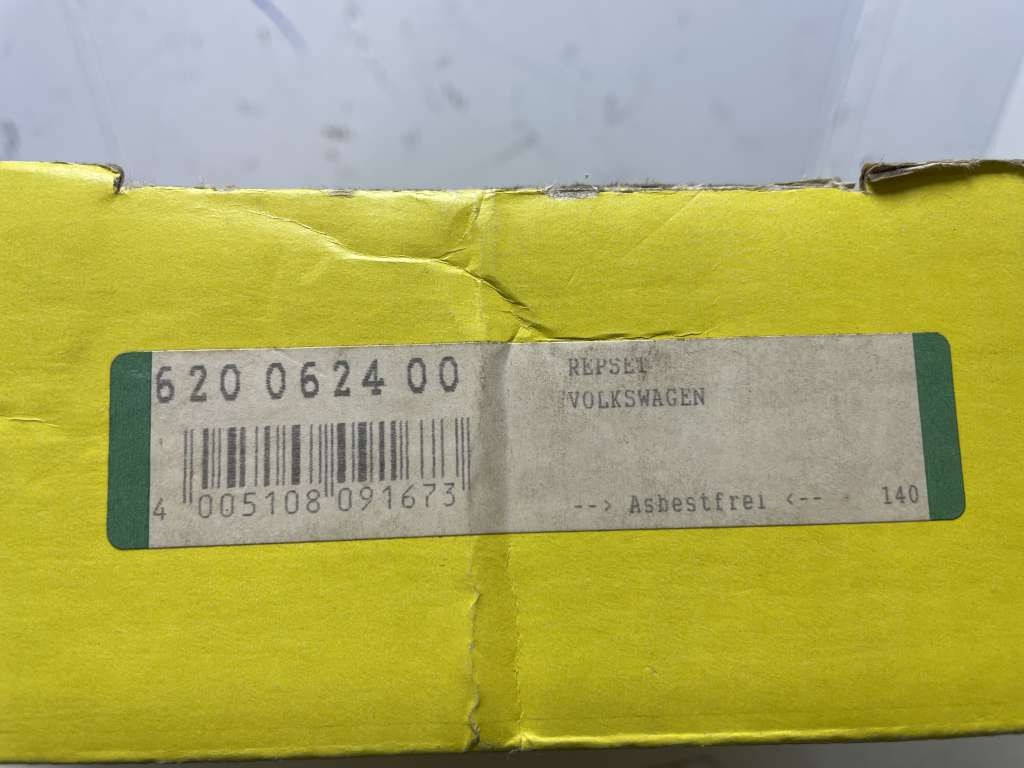 620 0624 00
4 005108 091673
REPSET
VOLKSWAGEN
--> Asbestfrei <-- 140